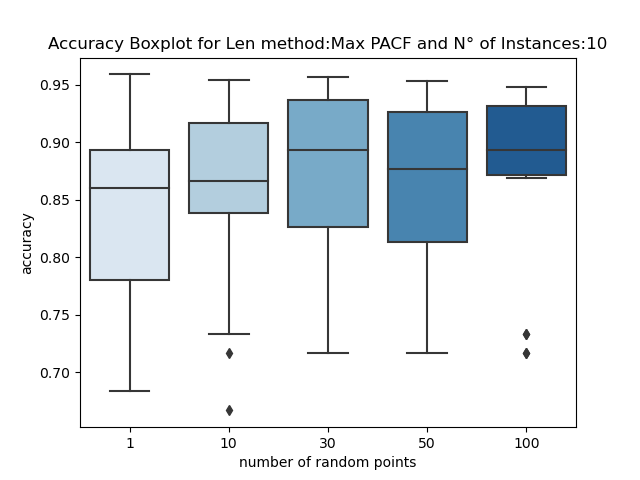 Accuracy Boxplot for Len method:Max PACF and N° of Instances:10
0.95
0.90
0.85
0.80
0.75
0.70
accuracy
1 10 30 50 100
number of random points